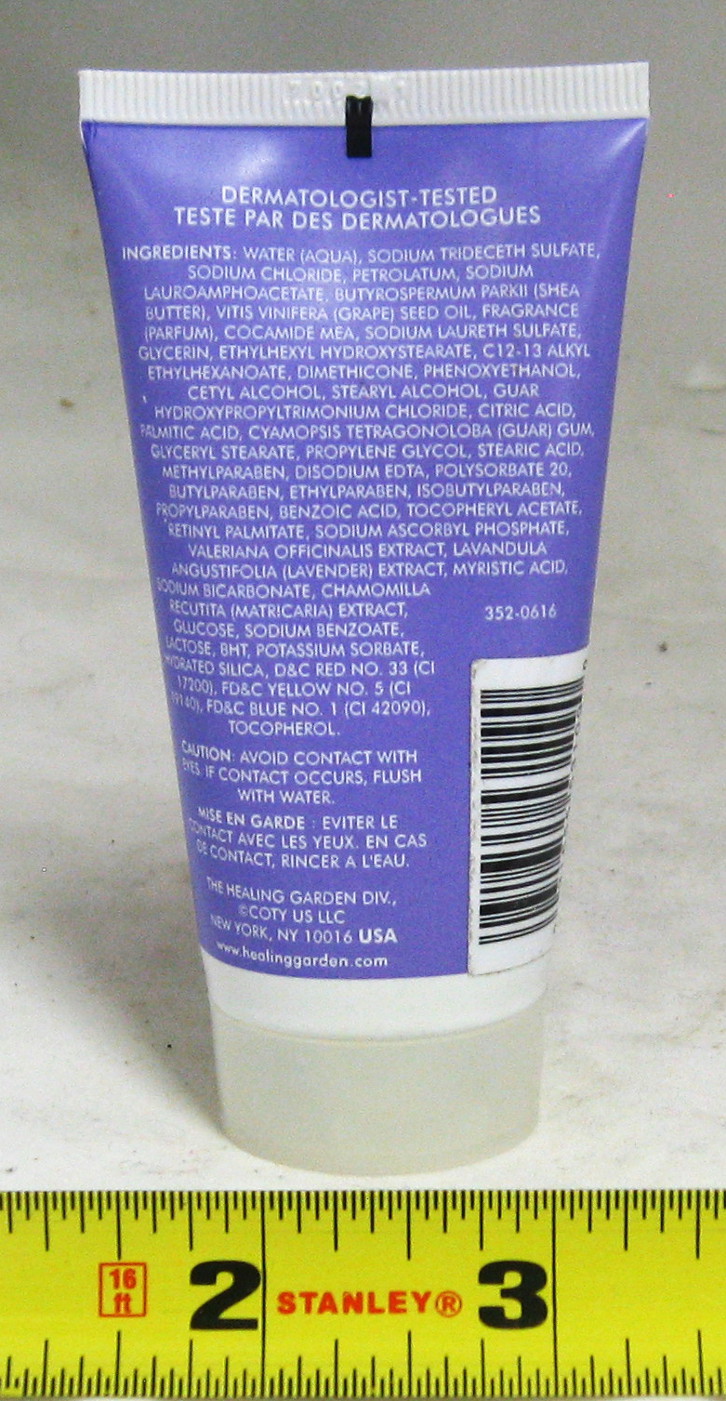 DERMATOLOGIST-TESTED
TESTE PAR DES DERMATOLOGUES
INGREDIENTS: WATER (AQUA), SODIUM TRIDECETH SULFATE,
SODIUM CHLORIDE, PETROLATUM, SODIUM
LAUROAMPHOACETATE, BUTYROSPERMUM PARKII (SHEA
BUTTER), VITIS VINIFERA (GRAPE) SEED OIL, FRAGRANCE
(PARFUM), COCAMIDE MEA, SODIUM LAURETH SULFATE,
GLYCERIN, ETHYLHEXYL HYDROXYSTEARATE, C12-13 ALKYL
ETHYLHEXANOATE, DIMETHICONE, PHENOXYETHANOL,
CETYL ALCOHOL, STEARYL ALCOHOL, GUAR
HYDROXYPROPYLTRIMONIUM CHLORIDE, CITRIC ACID,
PALMITIC ACID, CYAMOPSIS TETRAGONOLOBA (GUAR) GUM,
GLYCERYL STEARATE, PROPYLENE GLYCOL, STEARIC ACID,
METHYLPARABEN, DISODIUM EDTA, POLYSORBATE 20,
BUTYLPARABEN, ETHYLPARABEN, ISOBUTYLPARABEN,
PROPYLPARABEN, BENZOIC ACID, TOCOPHERYL ACETATE,
RETINYL PALMITATE, SODIUM ASCORBYL PHOSPHATE,
VALERIANA OFFICINALIS EXTRACT, LAVANDULA
ANGUSTIFOLIA (LAVENDER) EXTRACT, MYRISTIC ACID,
SODIUM BICARBONATE, CHAMOMILLA
RECUTITA (MATRICARIA) EXTRACT,
GLUCOSE, SODIUM BENZOATE,
LACTOSE, BHT, POTASSIUM SORBATE,
HYDRATED SILICA, D&C RED NO. 33 (CI
17200), FD&C YELLOW NO. 5 (CI
19140), FD&C BLUE NO. 1 (CI 42090),
TOCOPHEROL.
352-0616
CAUTION: AVOID CONTACT WITH
EYES. IF CONTACT OCCURS, FLUSH
WITH WATER.
MISE EN GARDE : EVITER LE
CONTACT AVEC LES YEUX. EN CAS
DE CONTACT, RINCER A L'EAU.
THE HEALING GARDEN DIV.,
©COTY US LLC
NEW YORK, NY 10016 USA
www.healinggarden.com
16
ft
2 STANLEY® 3